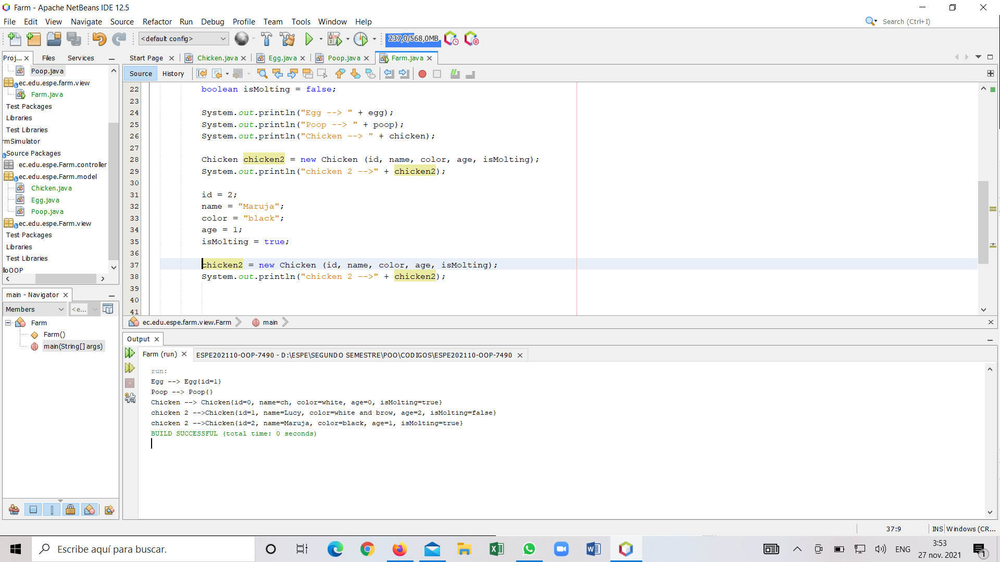 Farm - Apache NetBeans IDE 12.5
File Edit View Navigate Source Refactor Run Debug Profile Team Tools Window Help
Search (Ctrl+I)
<default config>
237,0/568,0MB
Proj... Files Services
Start Page Chicken.java Egg.java Poop.java Farm.java
Source History
Poop.java
ec.edu.espe.farm.view
Farm.java
Test Packages
Libraries
Test Libraries
rmSimulator
Source Packages
ec.edu.espe.Farm.controller
ec.edu.espe.Farm.model
Chicken.java
Egg.java
Poop.java
ec.edu.espe.Farm.view
Test Packages
Libraries
Test Libraries
lloOOP
22 boolean isMolting = false;
23
24 System.out.println("Egg --> " + egg);
25 System.out.println("Poop --> " + poop);
26 System.out.println("Chicken --> " + chicken);
27
28 Chicken chicken2 = new Chicken (id, name, color, age, isMolting);
29 System.out.println("chicken 2 -->" + chicken2);
30
31 id = 2;
32 name = "Maruja";
33 color = "black";
34 age = 1;
35 isMolting = true;
36
37 chicken2 = new Chicken (id, name, color, age, isMolting);
38 System.out.println("chicken 2 -->" + chicken2);
39
40
41
ec.edu.espe.farm.view.Farm main
main - Navigator
Members <e...
Farm
Farm()
main(String[] args)
Output
Farm (run) ESPE202110-OOP-7490 - D:\ESPE\SEGUNDO SEMESTRE\POO\CODIGOS\ESPE202110-OOP-7490
run:
Egg --> Egg{id=1}
Poop --> Poop{}
Chicken --> Chicken{id=0, name=ch, color=white, age=0, isMolting=true}
chicken 2 -->Chicken{id=1, name=Lucy, color=white and brow, age=2, isMolting=false}
chicken 2 -->Chicken{id=2, name=Maruja, color=black, age=1, isMolting=true}
BUILD SUCCESSFUL (total time: 0 seconds)
37:9 INS Windows (CR...
Escribe aquí para buscar.
ENG
3:53
27 nov. 2021
1